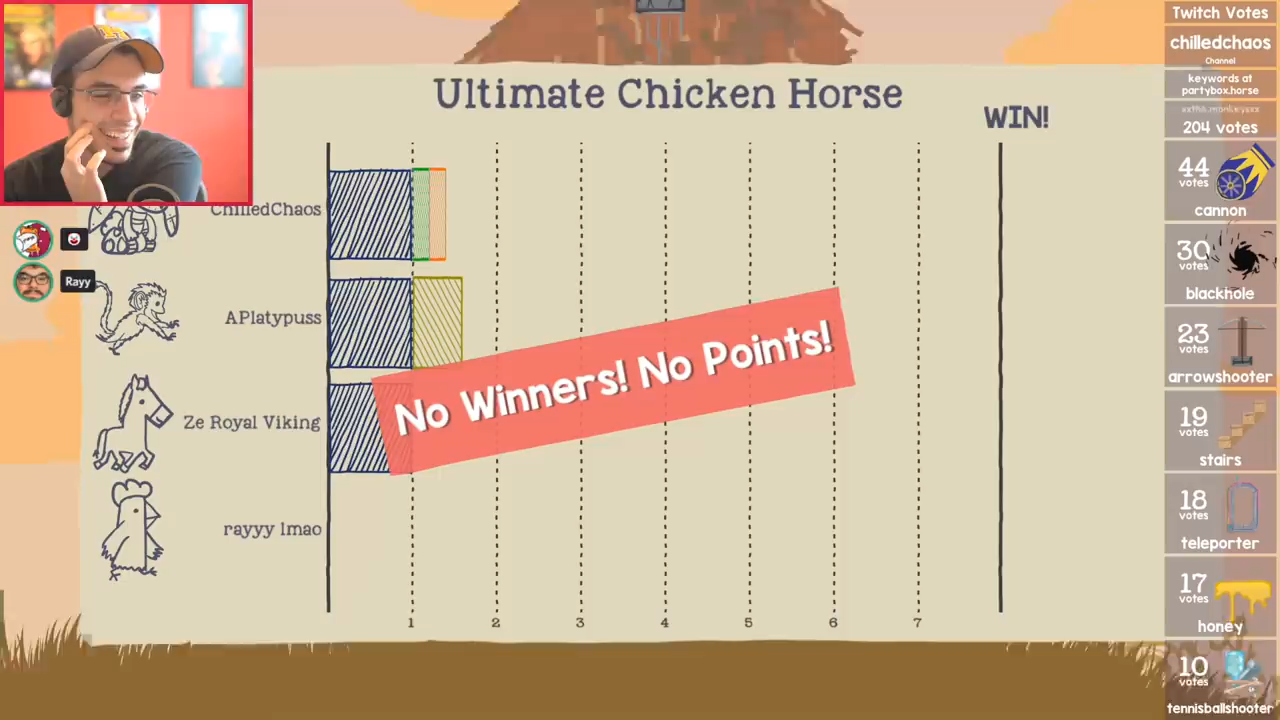 Ultimate Chicken Horse
WIN!
ChilledChaos
APlatypuss
Ze Royal Viking
rayyy lmao
No Winners! No Points!
1 2 3 4 5 6 7
Rayy
Twitch Votes
chilledchaos
Channel
keywords at
partybox.horse
204 votes
44
votes
cannon
30
votes
blackhole
23
votes
arrowshooter
19
votes
stairs
18
votes
teleporter
17
votes
honey
10
votes
tennisballshooter